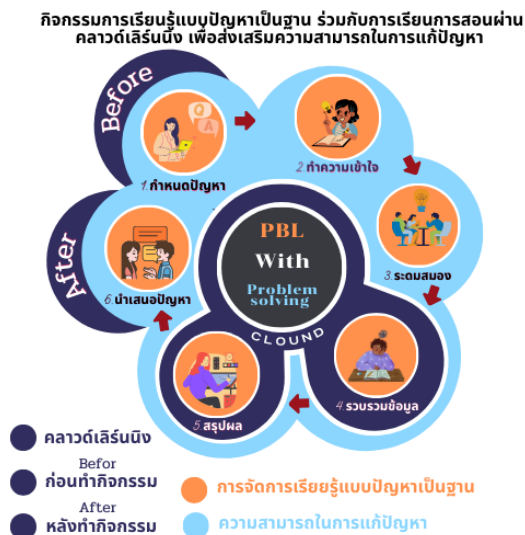 กิจกรรมการเรียนรู้แบบปัญหาเป็นฐาน ร่วมกับการเรียนการสอนผ่าน
คลาวด์เลิร์นนิ่ง เพื่อส่งเสริมความสามารถในการแก้ปัญหา
Before
Q
A
1.กำหนดปัญหา
2.ทำความเข้าใจ
3.ระดมสมอง
4.รวบรวมข้อมูล
5.สรุปผล
6.นำเสนอปัญหา
After
PBL
With
Problem
solving
CLOUND
คลาวด์เลิร์นนิง
Befor
ก่อนทำกิจกรรม
After
หลังทำกิจกรรม
การจัดการเรียยรู้แบบปัญหาเป็นฐาน
ความสามารถในการแก้ปัญหา